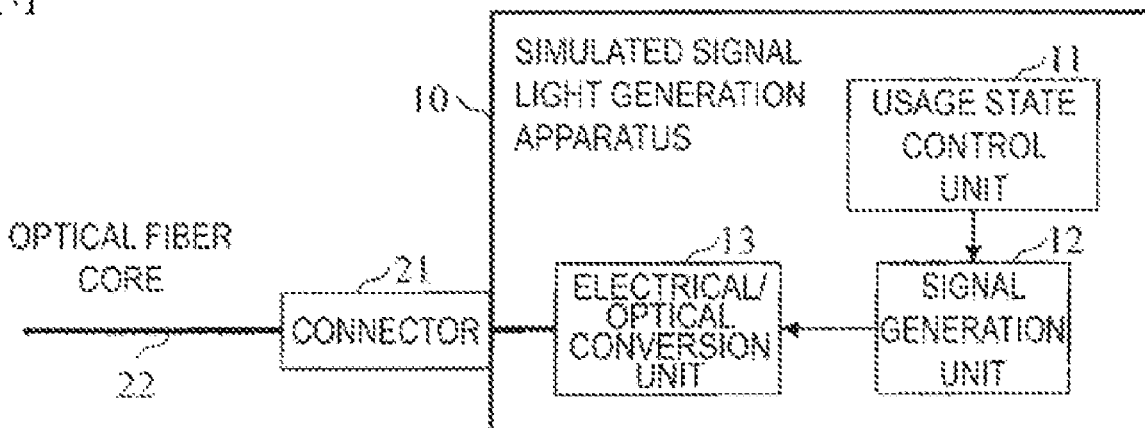 SIMULATED SIGNAL
LIGHT GENERATION
APPARATUS
10
11
USAGE STATE
CONTROL
UNIT
OPTICAL FIBER
CORE
21
CONNECTOR
22
13
ELECTRICAL/
OPTICAL
CONVERSION
UNIT
12
SIGNAL
GENERATION
UNIT